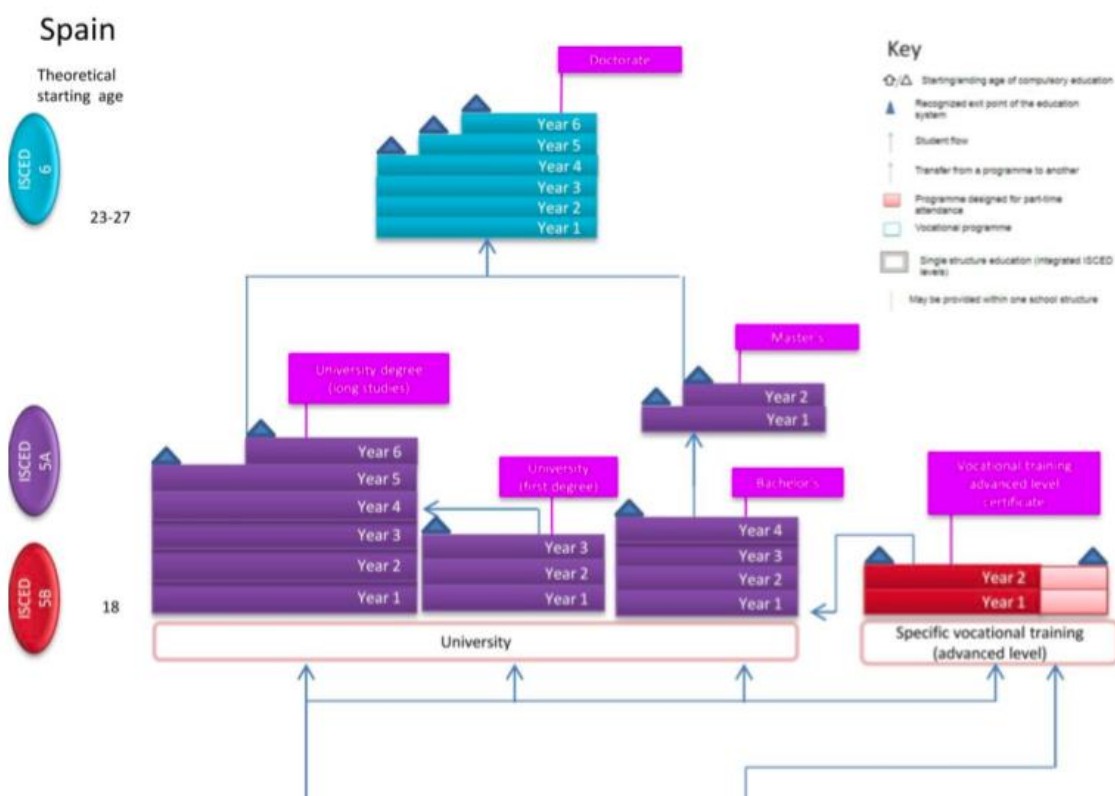 Spain
Theoretical
starting age
Key
Starting/ending age of compulsory education
Recognized exit point of the education
system
Student flow
Transfer from a programme to another
Programme designed for part-time
attendance
Vocational programme
Single structure education (integrated ISCED
levels)
May be provided within one school structure
ISCED
6
23-27
Doctorate
Year 6
Year 5
Year 4
Year 3
Year 2
Year 1
Master's
Year 2
Year 1
ISCED
5A
University degree
(long studies)
Year 6
Year 5
Year 4
Year 3
Year 2
Year 1
University
(first degree)
Year 3
Year 2
Year 1
Bachelor's
Year 4
Year 3
Year 2
Year 1
Vocational training
advanced level
certificate
Year 2
Year 1
ISCED
5B
18
University
Specific vocational training
(advanced level)